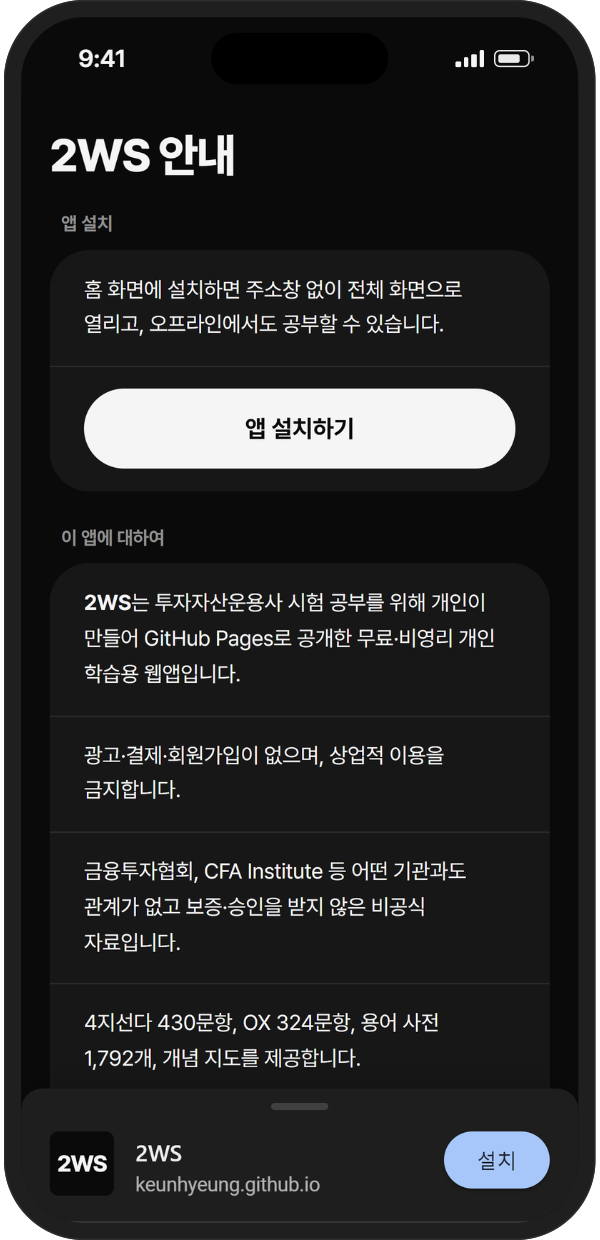 9:41
2WS 안내
앱 설치
홈 화면에 설치하면 주소창 없이 전체 화면으로
열리고, 오프라인에서도 공부할 수 있습니다.
앱 설치하기
이 앱에 대하여
2WS는 투자자산운용사 시험 공부를 위해 개인이
만들어 GitHub Pages로 공개한 무료·비영리 개인
학습용 웹앱입니다.
광고·결제·회원가입이 없으며, 상업적 이용을
금지합니다.
금융투자협회, CFA Institute 등 어떤 기관과도
관계가 없고 보증·승인을 받지 않은 비공식
자료입니다.
4지선다 430문항, OX 324문항, 용어 사전
1,792개, 개념 지도를 제공합니다.
2WS
2WS
keunhyeung.github.io
설치